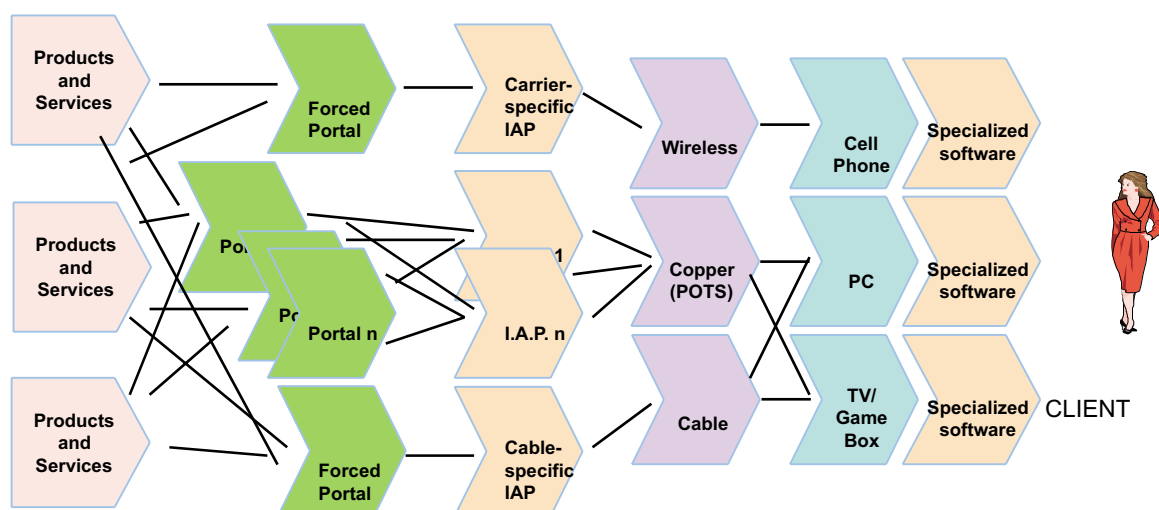 Products
and
Services
Forced
Portal
Carrier-
specific
IAP
Wireless
Cell
Phone
Specialized
software
Products
and
Services
Portal n
1
I.A.P. n
Copper
(POTS)
PC
Specialized
software
Products
and
Services
Forced
Portal
Cable-
specific
IAP
Cable
TV/
Game
Box
Specialized
software
CLIENT